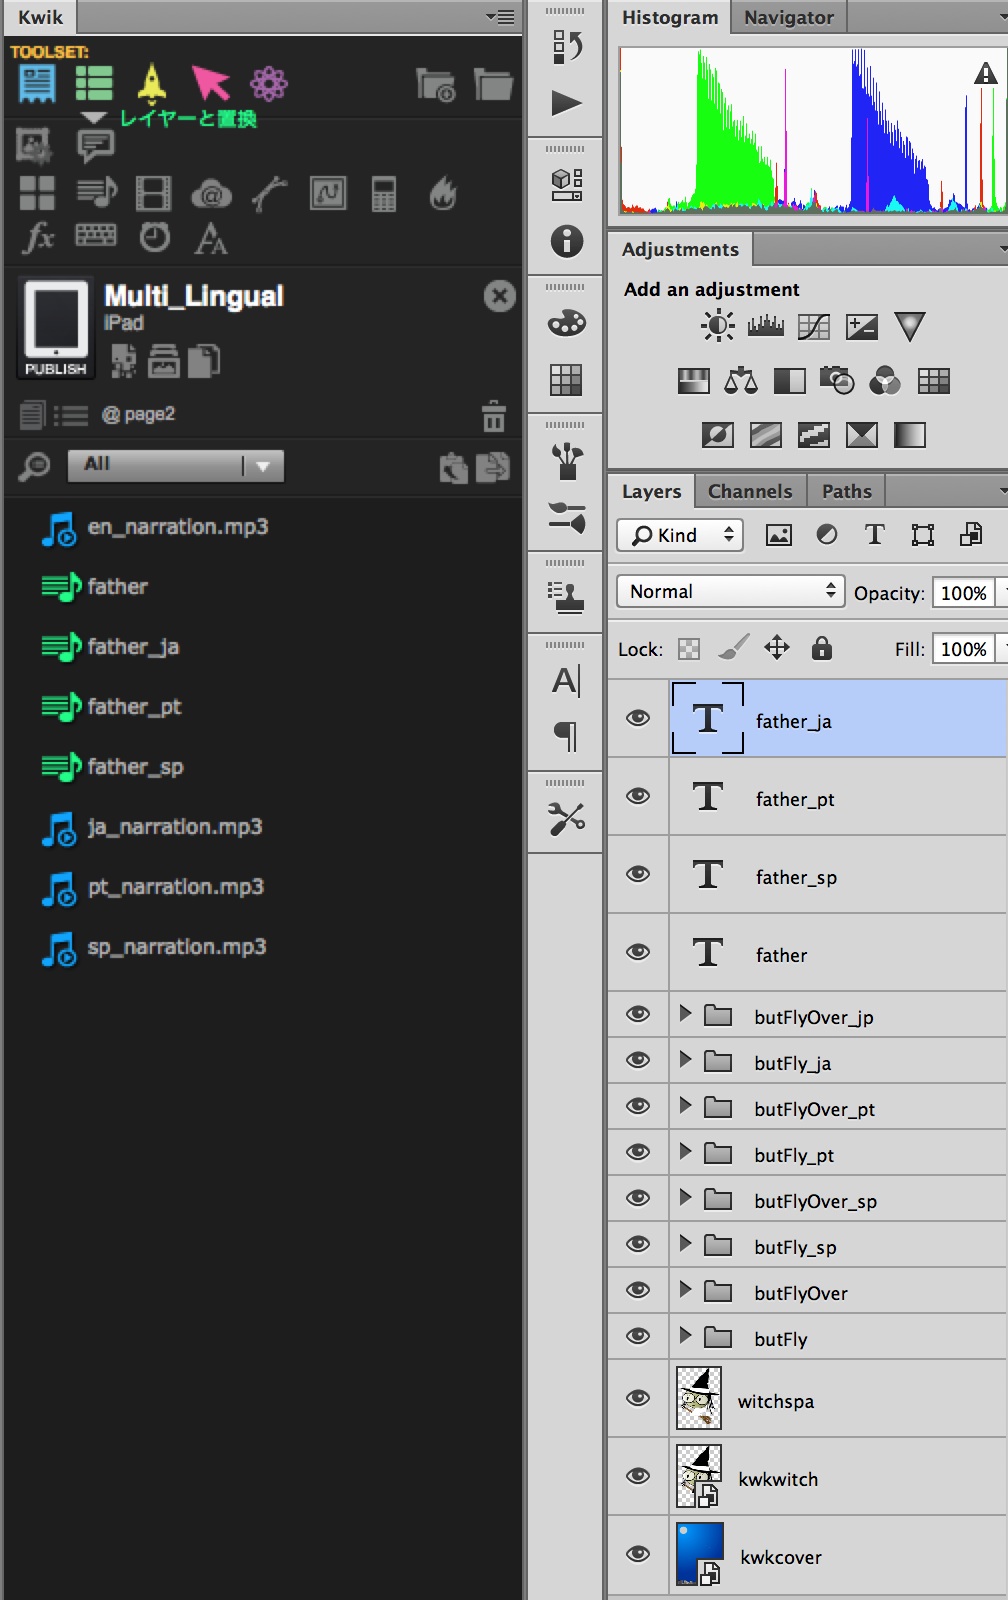 Kwik
TOOLSET:
レイヤーと置換
fx
Multi_Lingual
iPad
PUBLISH
@ page2
All
en_narration.mp3
father
father_ja
father_pt
father_sp
ja_narration.mp3
pt_narration.mp3
sp_narration.mp3
Histogram
Navigator
Adjustments
Add an adjustment
Layers
Channels
Paths
Kind
Normal
Opacity: 100%
Lock:
Fill: 100%
father_ja
father_pt
father_sp
father
butFlyOver_jp
butFly_ja
butFlyOver_pt
butFly_pt
butFlyOver_sp
butFly_sp
butFlyOver
butFly
witchspa
kwkwitch
kwkcover